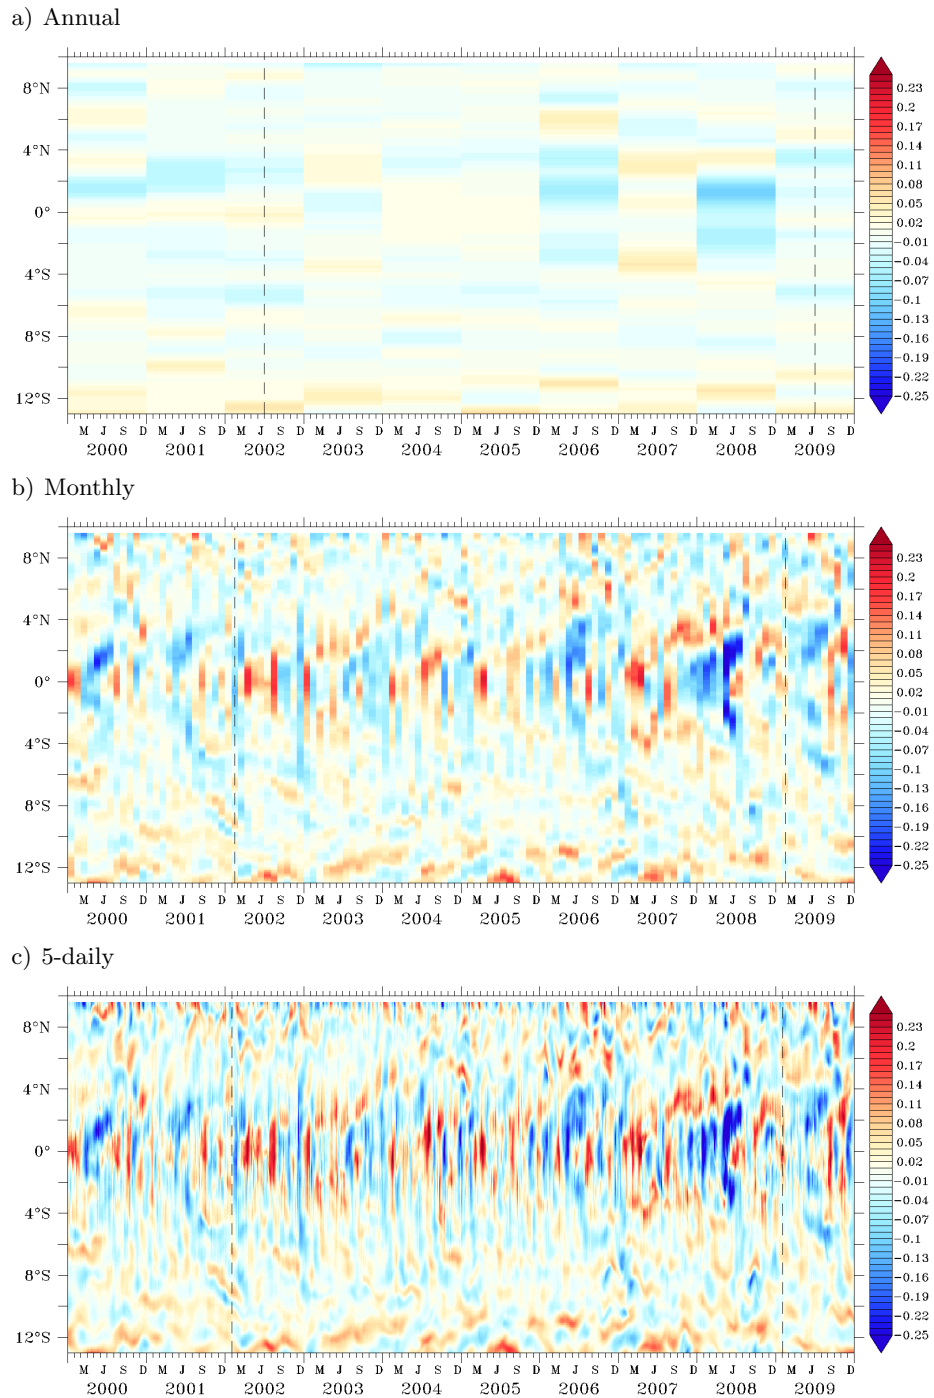 a) Annual
8°N
4°N
0°
4°S
8°S
12°S
M J S D M J S D M J S D M J S D M J S D M J S D M J S D M J S D M J S D M J S D
2000 2001 2002 2003 2004 2005 2006 2007 2008 2009
0.23
0.2
0.17
0.14
0.11
0.08
0.05
0.02
−0.01
−0.04
−0.07
−0.1
−0.13
−0.16
−0.19
−0.22
−0.25
b) Monthly
8°N
4°N
0°
4°S
8°S
12°S
M J S D M J S D M J S D M J S D M J S D M J S D M J S D M J S D M J S D M J S D
2000 2001 2002 2003 2004 2005 2006 2007 2008 2009
0.23
0.2
0.17
0.14
0.11
0.08
0.05
0.02
−0.01
−0.04
−0.07
−0.1
−0.13
−0.16
−0.19
−0.22
−0.25
c) 5-daily
8°N
4°N
0°
4°S
8°S
12°S
M J S D M J S D M J S D M J S D M J S D M J S D M J S D M J S D M J S D M J S D
2000 2001 2002 2003 2004 2005 2006 2007 2008 2009
0.23
0.2
0.17
0.14
0.11
0.08
0.05
0.02
−0.01
−0.04
−0.07
−0.1
−0.13
−0.16
−0.19
−0.22
−0.25